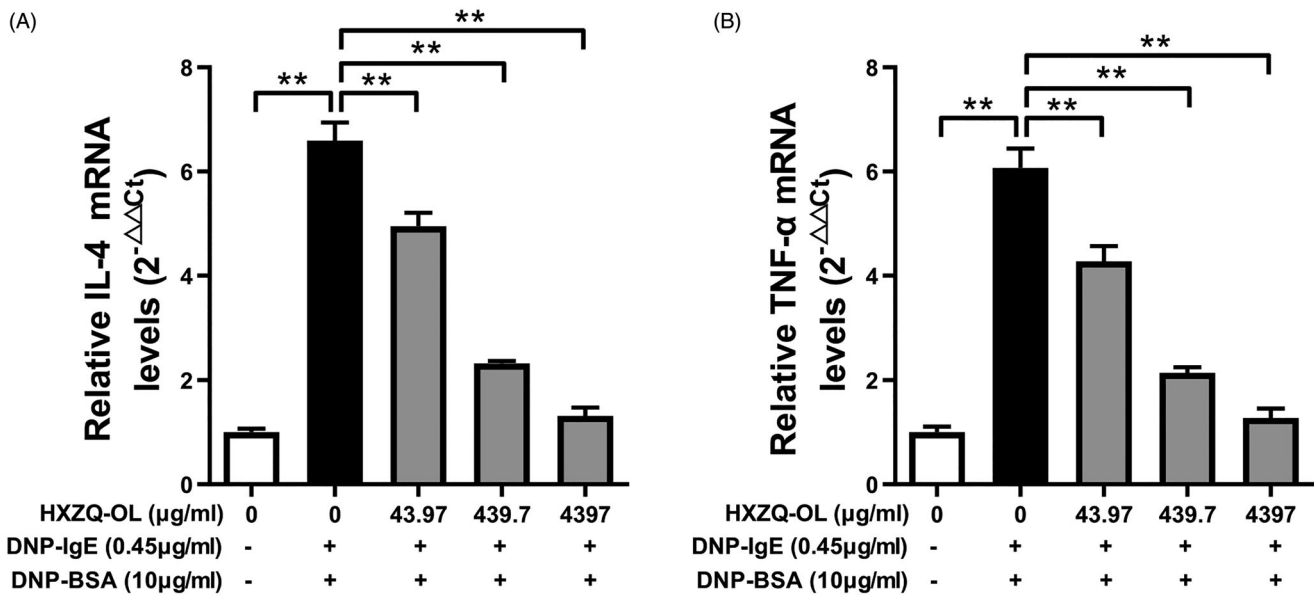 (A)
** ** ** **
Relative IL-4 mRNA
levels (2^-△△Ct)
8
6
4
2
0
HXZQ-OL (μg/ml) 0 0 43.97 439.7 4397
DNP-IgE (0.45μg/ml) - + + + +
DNP-BSA (10μg/ml) - + + + +
(B)
** ** ** **
Relative TNF-α mRNA
levels (2^-△△Ct)
8
6
4
2
0
HXZQ-OL (μg/ml) 0 0 43.97 439.7 4397
DNP-IgE (0.45μg/ml) - + + + +
DNP-BSA (10μg/ml) - + + + +